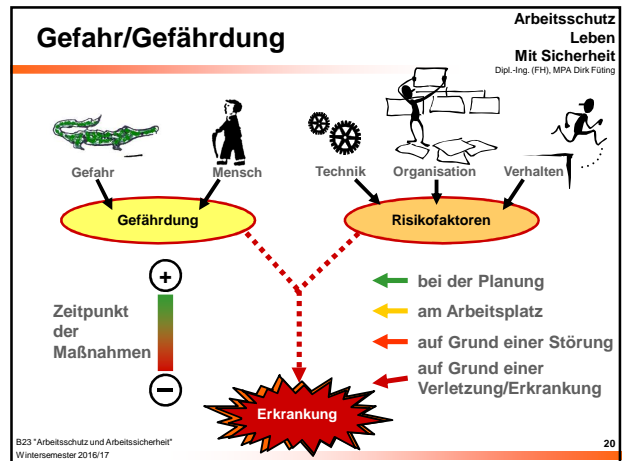 Gefahr/Gefährdung
Arbeitsschutz
Leben
Mit Sicherheit
Dipl.-Ing. (FH), MPA Dirk Füting
Gefahr
Mensch
Technik
Organisation
Verhalten
Gefährdung
Risikofaktoren
+
Zeitpunkt
der
Maßnahmen
−
bei der Planung
am Arbeitsplatz
auf Grund einer Störung
auf Grund einer
Verletzung/Erkrankung
Erkrankung
B23 "Arbeitsschutz und Arbeitssicherheit"
Wintersemester 2016/17
20